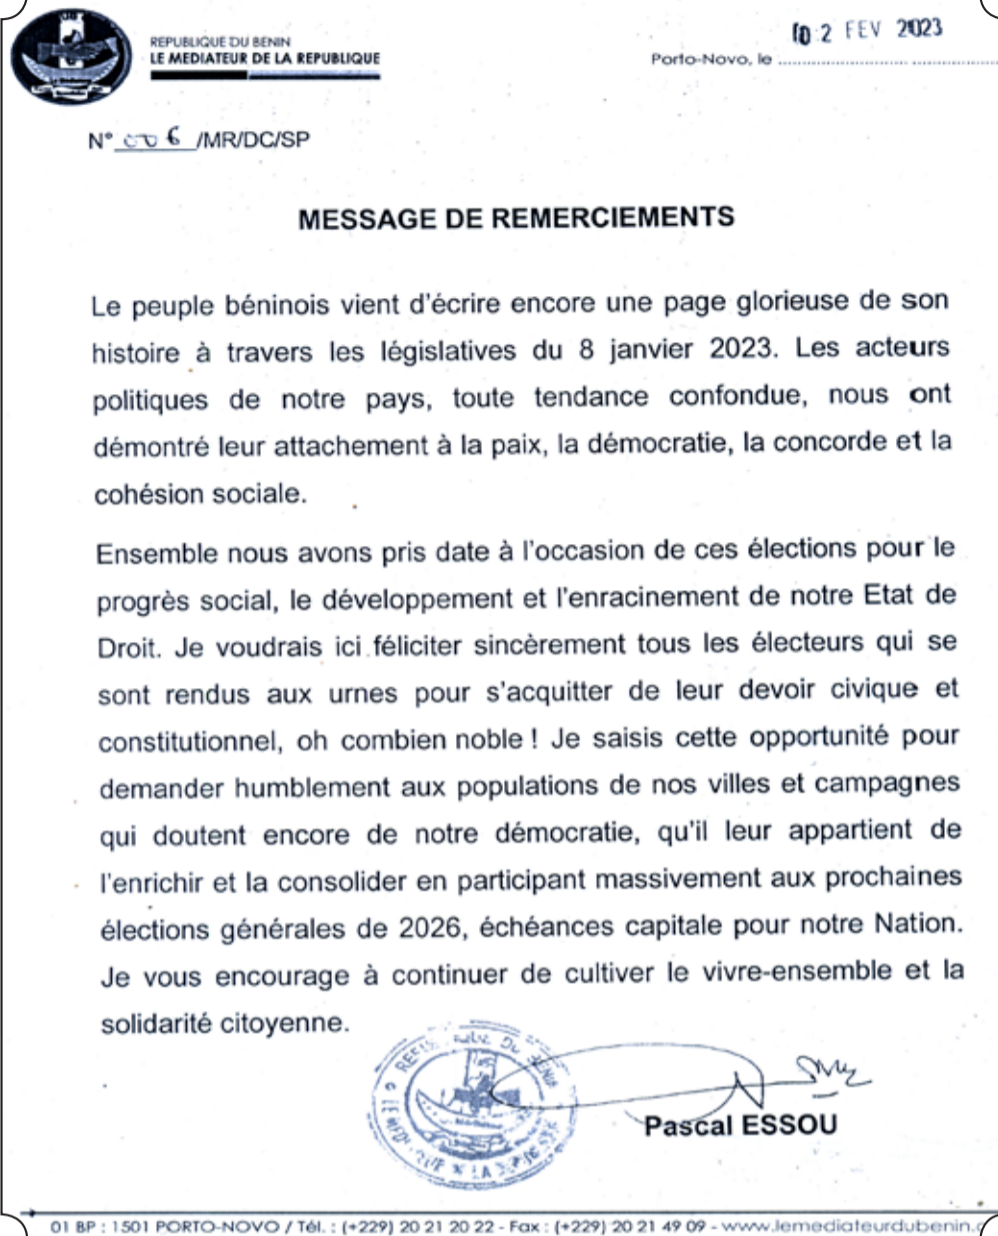 REPUBLIQUE DU BENIN
LE MEDIATEUR DE LA REPUBLIQUE
02 FEV 2023
Porto-Novo, le
N° 006 /MR/DC/SP
MESSAGE DE REMERCIEMENTS
Le peuple béninois vient d'écrire encore une page glorieuse de son
histoire à travers les législatives du 8 janvier 2023. Les acteurs
politiques de notre pays, toute tendance confondue, nous ont
démontré leur attachement à la paix, la démocratie, la concorde et la
cohésion sociale.
Ensemble nous avons pris date à l'occasion de ces élections pour le
progrès social, le développement et l'enracinement de notre Etat de
Droit. Je voudrais ici féliciter sincèrement tous les électeurs qui se
sont rendus aux urnes pour s'acquitter de leur devoir civique et
constitutionnel, oh combien noble ! Je saisis cette opportunité pour
demander humblement aux populations de nos villes et campagnes
qui doutent encore de notre démocratie, qu'il leur appartient de
l'enrichir et la consolider en participant massivement aux prochaines
élections générales de 2026, échéances capitale pour notre Nation.
Je vous encourage à continuer de cultiver le vivre-ensemble et la
solidarité citoyenne.
DU BENIN
LA
Pascal ESSOU
01 BP : 1501 PORTO-NOVO / Tél. : (+229) 20 21 20 22 - Fax : (+229) 20 21 49 09 - www.lemediateurdubenin.